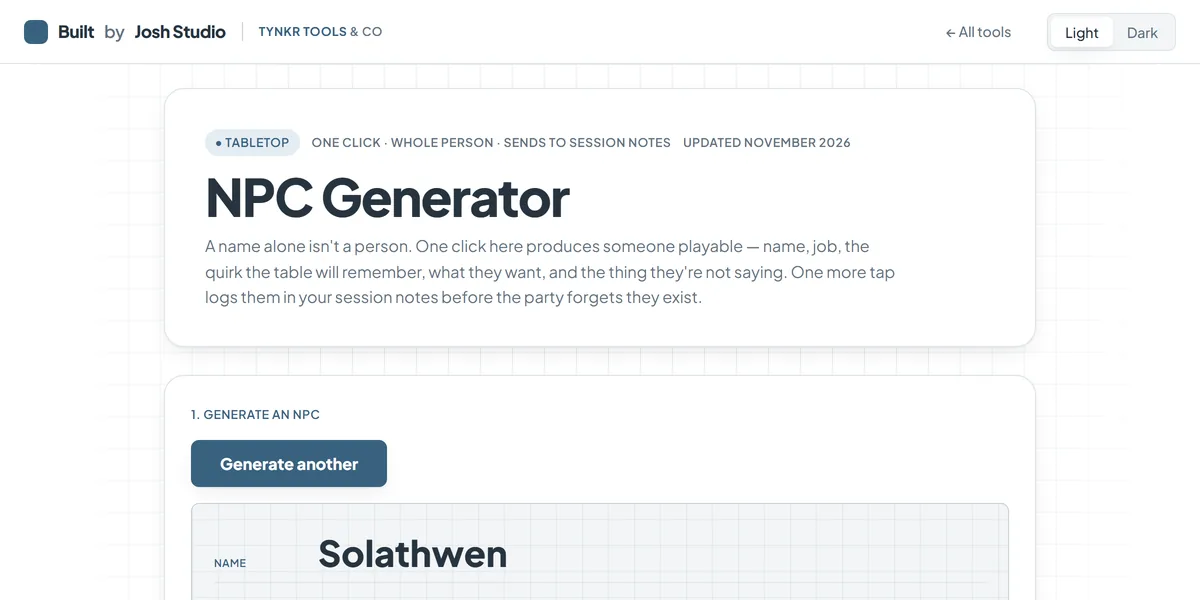 Built by Josh Studio TYNKR TOOLS & CO ← All tools Light Dark
• TABLETOP ONE CLICK · WHOLE PERSON · SENDS TO SESSION NOTES UPDATED NOVEMBER 2026
NPC Generator
A name alone isn't a person. One click here produces someone playable — name, job, the
quirk the table will remember, what they want, and the thing they're not saying. One more tap
logs them in your session notes before the party forgets they exist.
1. GENERATE AN NPC
Generate another
NAME Solathwen